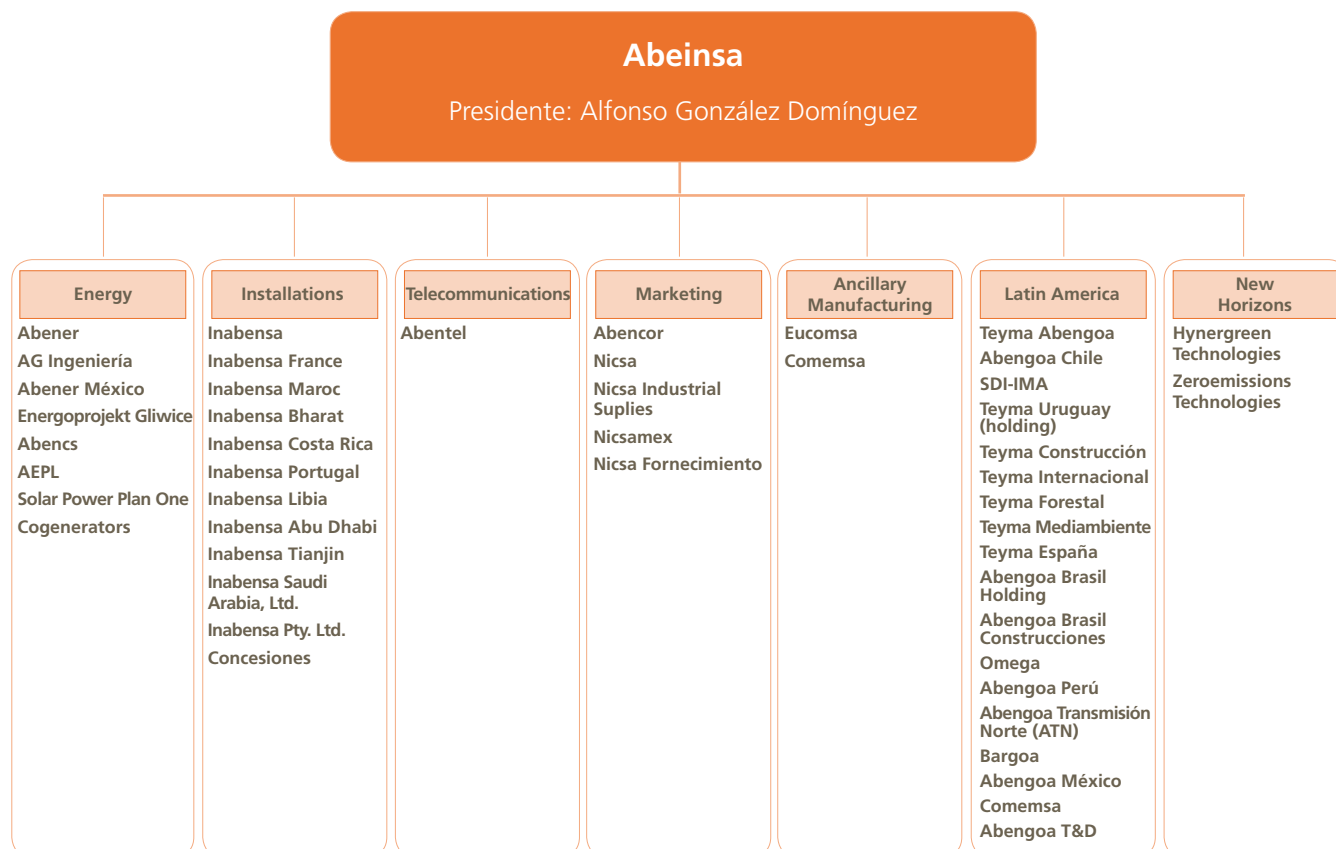 Abeinsa
Presidente: Alfonso González Domínguez
Energy
Abener
AG Ingeniería
Abener México
Energoprojekt Gliwice
Abencs
AEPL
Solar Power Plan One
Cogenerators
Installations
Inabensa
Inabensa France
Inabensa Maroc
Inabensa Bharat
Inabensa Costa Rica
Inabensa Portugal
Inabensa Libia
Inabensa Abu Dhabi
Inabensa Tianjin
Inabensa Saudi
Arabia, Ltd.
Inabensa Pty. Ltd.
Concesiones
Telecommunications
Abentel
Marketing
Abencor
Nicsa
Nicsa Industrial
Suplies
Nicsamex
Nicsa Fornecimiento
Ancillary
Manufacturing
Eucomsa
Comemsa
Latin America
Teyma Abengoa
Abengoa Chile
SDI-IMA
Teyma Uruguay
(holding)
Teyma Construcción
Teyma Internacional
Teyma Forestal
Teyma Mediambiente
Teyma España
Abengoa Brasil
Holding
Abengoa Brasil
Construcciones
Omega
Abengoa Perú
Abengoa Transmisión
Norte (ATN)
Bargoa
Abengoa México
Comemsa
Abengoa T&D
New
Horizons
Hynergreen
Technologies
Zeroemissions
Technologies